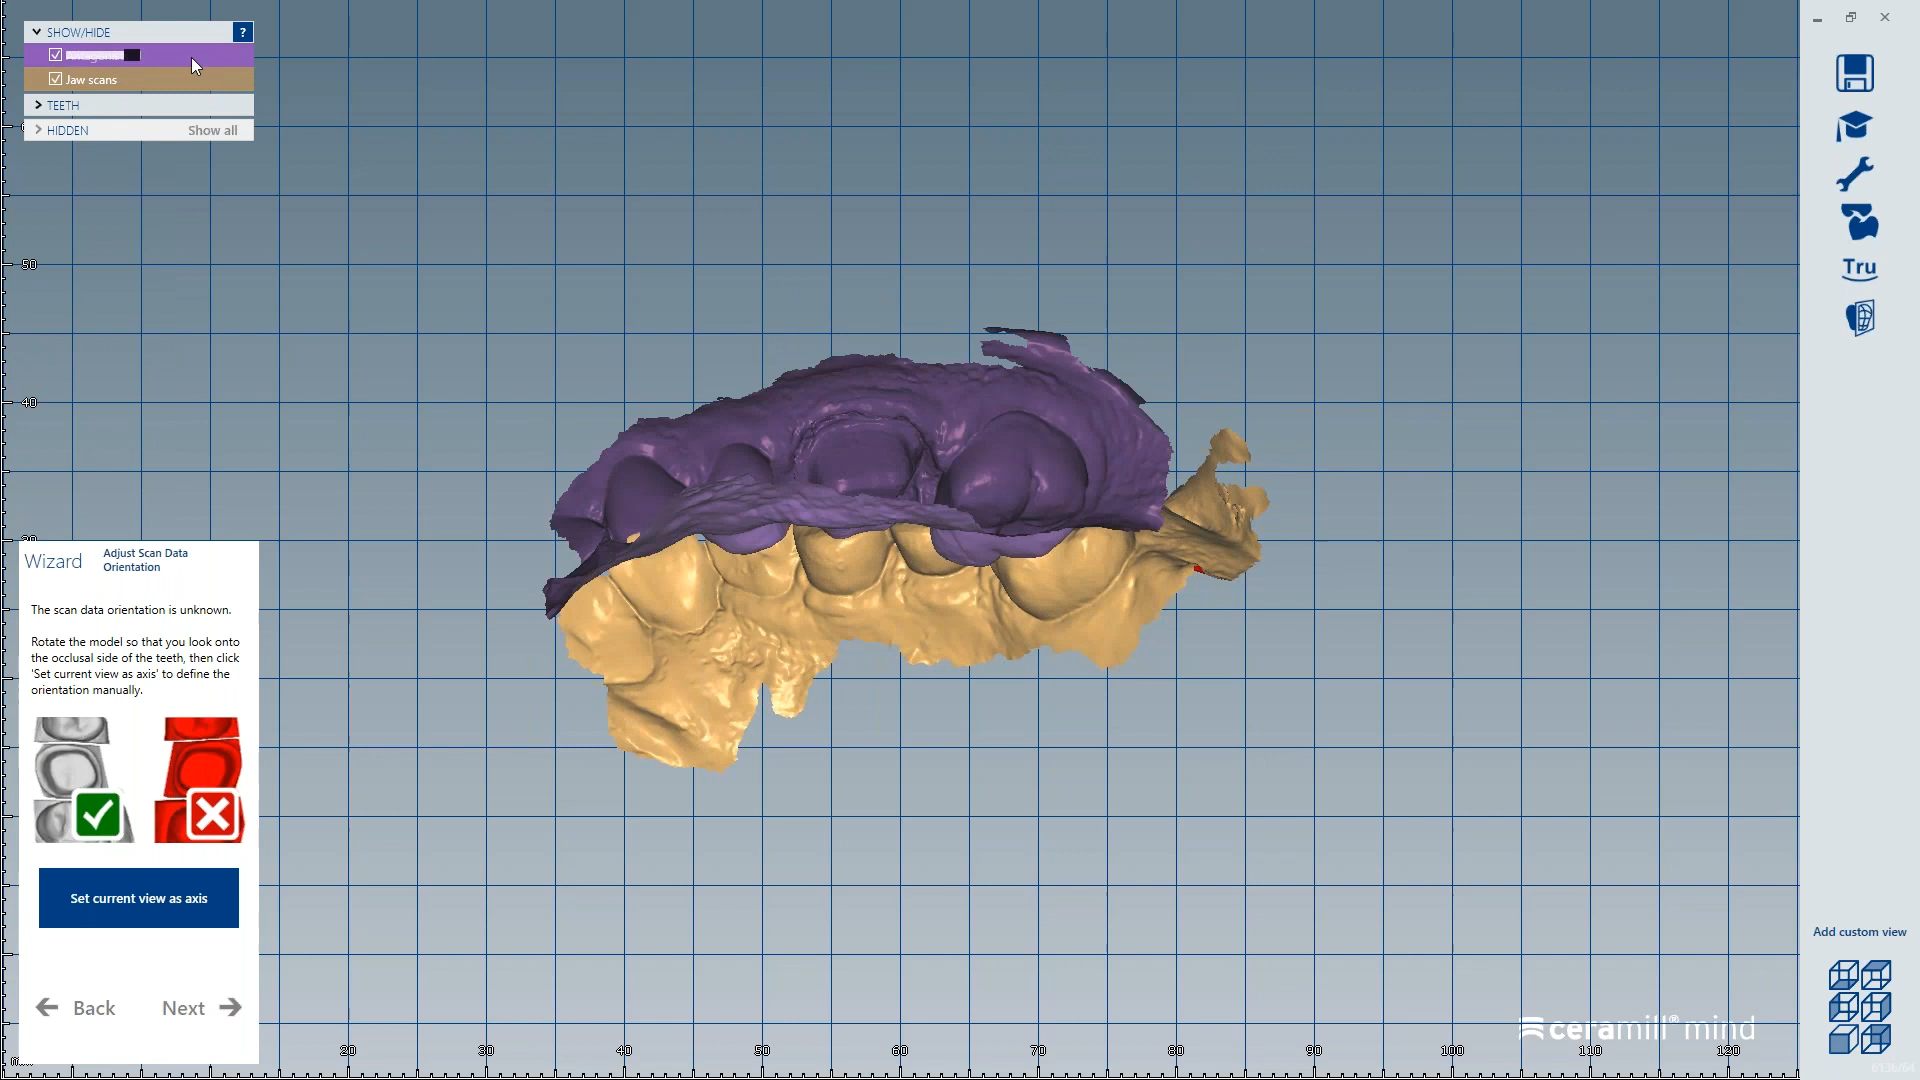 SHOW/HIDE
?
Jaw scans
TEETH
HIDDEN Show all
50
40
Wizard
Adjust Scan Data
Orientation
The scan data orientation is unknown.
Rotate the model so that you look onto
the occlusal side of the teeth, then click
'Set current view as axis' to define the
orientation manually.
Set current view as axis
Back
Next
20 30 40 50 60 70 80 90 100 110 120
Tru
Add custom view
ceramill® mind